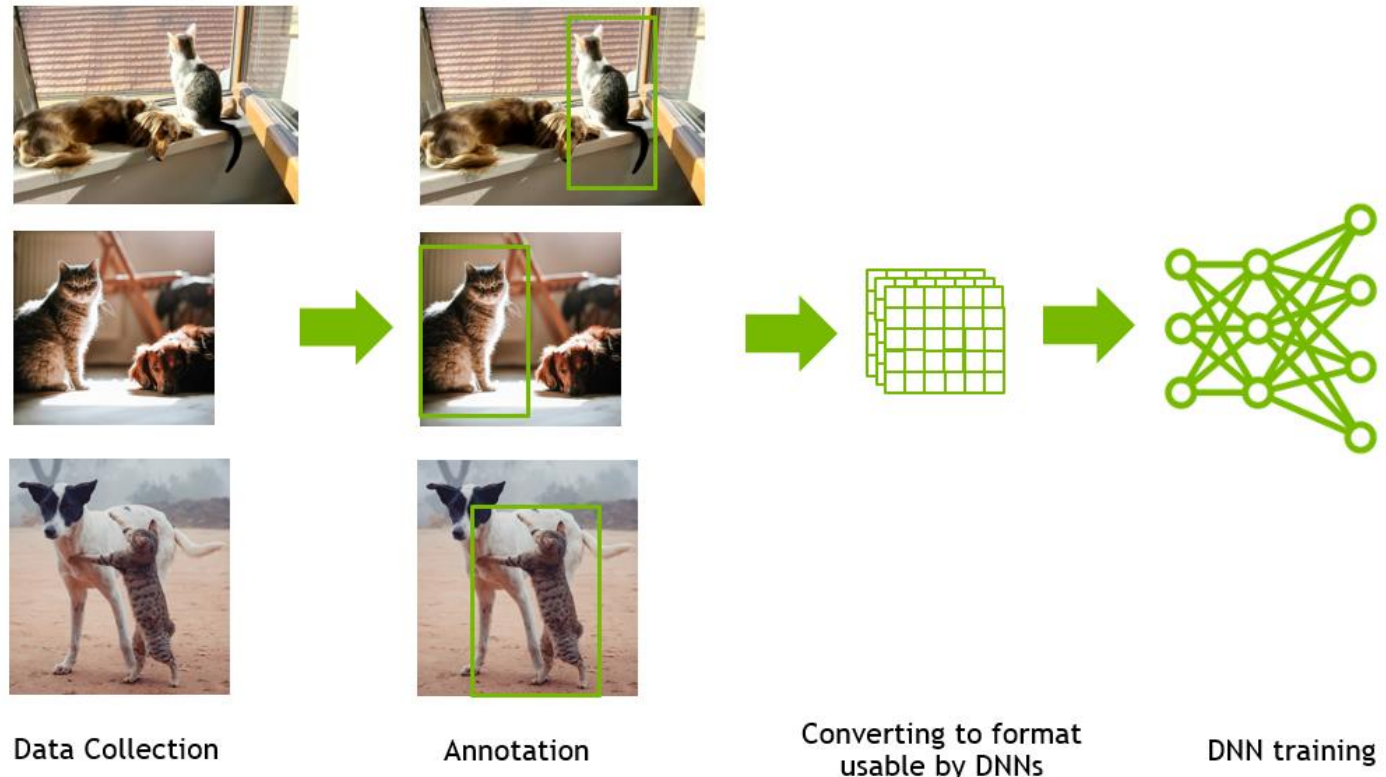 Data Collection
Annotation
Converting to format
usable by DNNs
DNN training